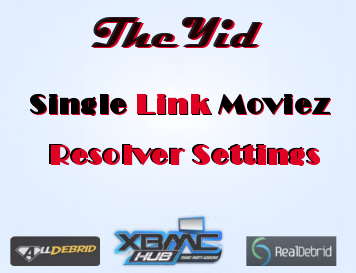 TheYid
Single Link Moviez
Resolver Settings
ALLDEBRID
XBMC
HUB
RealDebrid